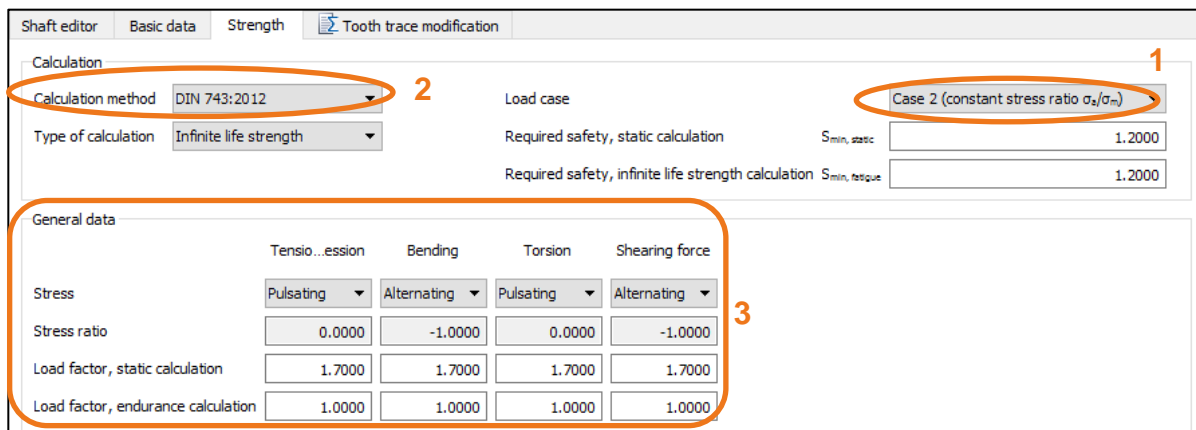 Shaft editor Basic data Strength Tooth trace modification
Calculation 1
Calculation method DIN 743:2012 2 Load case Case 2 (constant stress ratio σₐ/σₘ)
Type of calculation Infinite life strength Required safety, static calculation Smin, static 1.2000
Required safety, infinite life strength calculation Smin, fatigue 1.2000
General data
Tensio...ession Bending Torsion Shearing force
Stress Pulsating Alternating Pulsating Alternating
3
Stress ratio 0.0000 -1.0000 0.0000 -1.0000
Load factor, static calculation 1.7000 1.7000 1.7000 1.7000
Load factor, endurance calculation 1.0000 1.0000 1.0000 1.0000